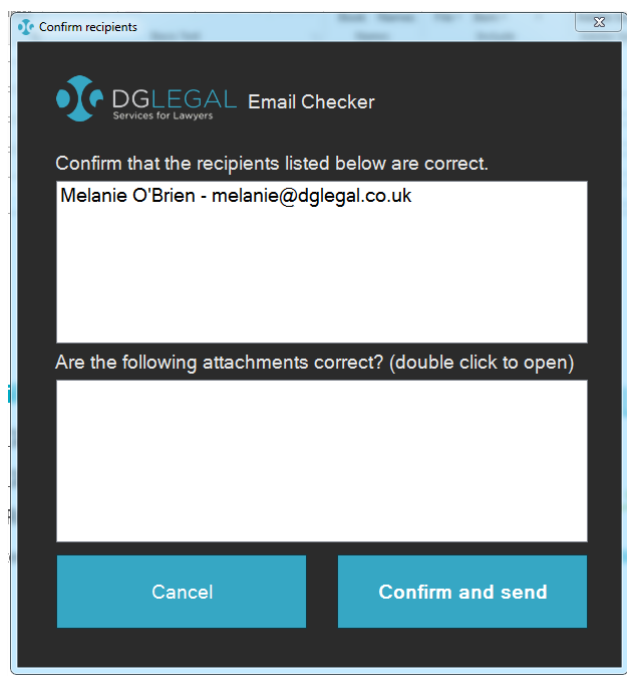 Confirm recipients
DGLEGAL Email Checker
Services for Lawyers
Confirm that the recipients listed below are correct.
Melanie O'Brien - melanie@dglegal.co.uk
Are the following attachments correct? (double click to open)
Cancel
Confirm and send